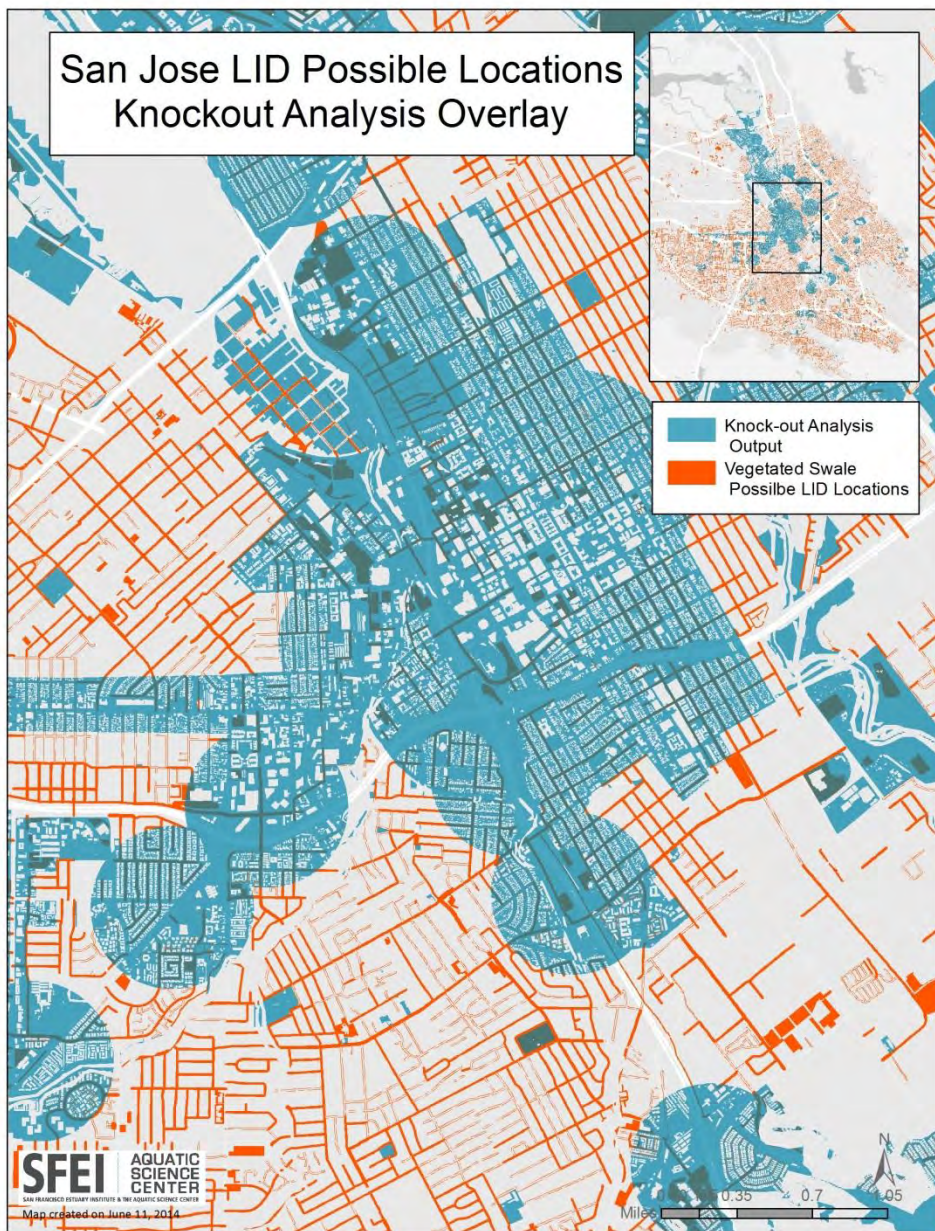 San Jose LID Possible Locations
Knockout Analysis Overlay
Knock-out Analysis
Output
Vegetated Swale
Possilbe LID Locations
N
0.35 0.7 1.05
Miles
SFEI
AQUATIC
SCIENCE
CENTER
SAN FRANCISCO ESTUARY INSTITUTE & THE AQUATIC SCIENCE CENTER
Map created on June 11, 2014